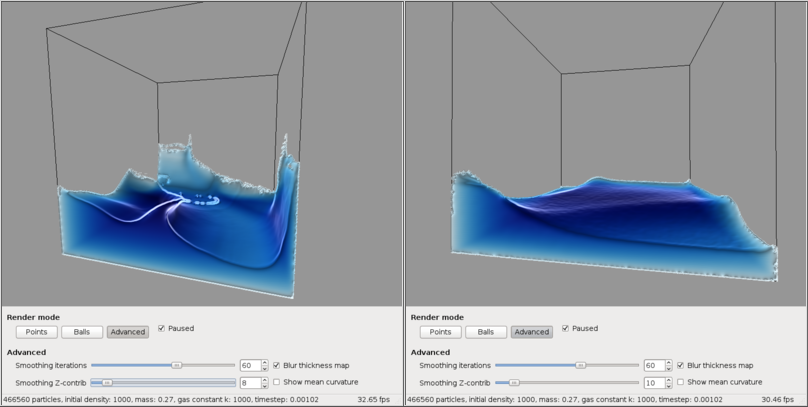 Render mode
Points Balls Advanced Paused
Advanced
Smoothing iterations 60 Blur thickness map
Smoothing Z-contrib 8 Show mean curvature
466560 particles, initial density: 1000, mass: 0.27, gas constant k: 1000, timestep: 0.00102 32.65 fps
Render mode
Points Balls Advanced Paused
Advanced
Smoothing iterations 60 Blur thickness map
Smoothing Z-contrib 10 Show mean curvature
466560 particles, initial density: 1000, mass: 0.27, gas constant k: 1000, timestep: 0.00102 30.46 fps